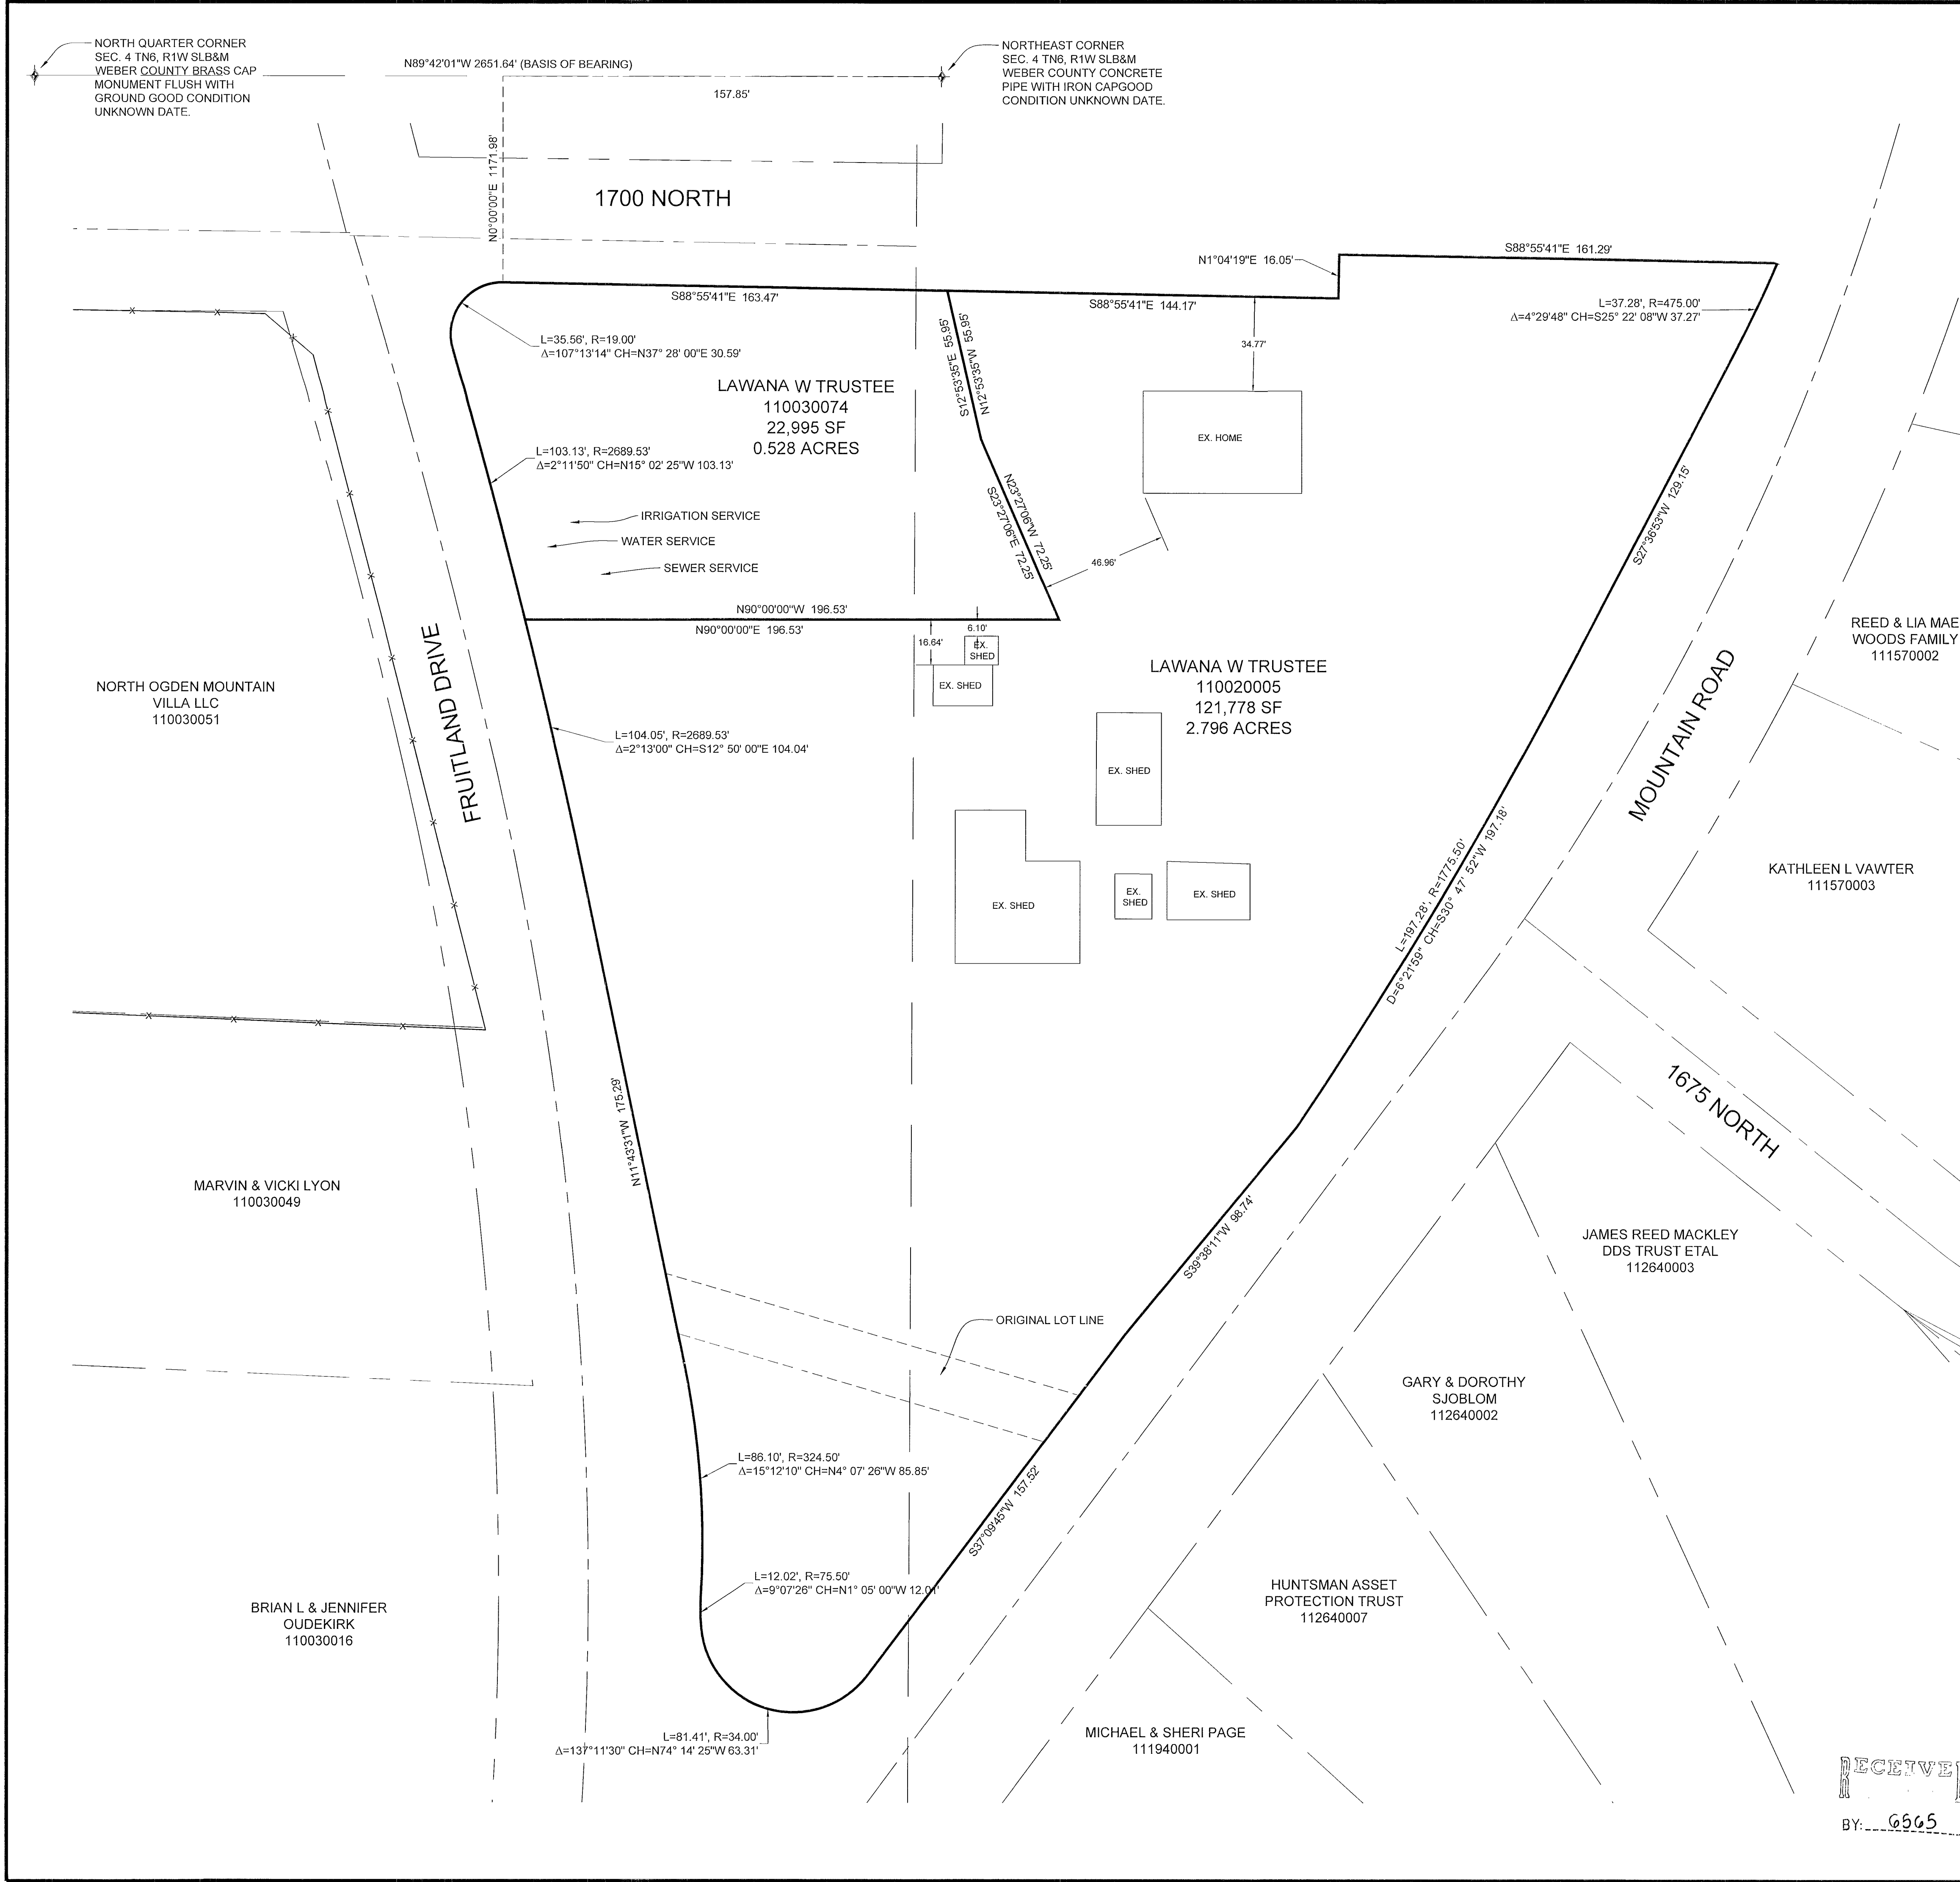 NORTH QUARTER CORNER
SEC. 4 TN6, R1W SLB&M
WEBER COUNTY BRASS CAP
MONUMENT FLUSH WITH
GROUND GOOD CONDITION
UNKNOWN DATE.
N89°42'01"W 2651.64' (BASIS OF BEARING)
157.85'
NORTHEAST CORNER
SEC. 4 TN6, R1W SLB&M
WEBER COUNTY CONCRETE
PIPE WITH IRON CAPGOOD
CONDITION UNKNOWN DATE.
N0°00'00"E 1171.98'
1700 NORTH
S88°55'41"E 163.47'
S88°55'41"E 144.17'
N1°04'19"E 16.05'
S88°55'41"E 161.29'
L=37.28', R=475.00'
Δ=4°29'48" CH=S25° 22' 08"W 37.27'
34.77'
L=35.56', R=19.00'
Δ=107°13'14" CH=N37° 28' 00"E 30.59'
S12°53'35"E 55.95'
N12°53'35"W 55.95'
LAWANA W TRUSTEE
110030074
22,995 SF
0.528 ACRES
EX. HOME
L=103.13', R=2689.53'
Δ=2°11'50" CH=N15° 02' 25"W 103.13'
IRRIGATION SERVICE
WATER SERVICE
SEWER SERVICE
N23°27'06"W 72.25'
S23°27'06"E 72.25'
46.96'
S27°36'53"W 129.15'
N90°00'00"W 196.53'
N90°00'00"E 196.53'
16.64'
6.10'
EX.
SHED
EX. SHED
REED & LIA MAE
WOODS FAMILY
111570002
LAWANA W TRUSTEE
110020005
121,778 SF
2.796 ACRES
NORTH OGDEN MOUNTAIN
VILLA LLC
110030051
FRUITLAND DRIVE
MOUNTAIN ROAD
L=104.05', R=2689.53'
Δ=2°13'00" CH=S12° 50' 00"E 104.04'
EX. SHED
EX. SHED
EX.
SHED
EX. SHED
KATHLEEN L VAWTER
111570003
L=197.28', R=1775.50'
D=6°21'59" CH=S30° 47' 52"W 197.18'
1675 NORTH
N11°43'31"W 175.29'
MARVIN & VICKI LYON
110030049
S39°38'11"W 98.74'
JAMES REED MACKLEY
DDS TRUST ETAL
112640003
ORIGINAL LOT LINE
GARY & DOROTHY
SJOBLOM
112640002
L=86.10', R=324.50'
Δ=15°12'10" CH=N4° 07' 26"W 85.85'
S37°09'45"W 157.52'
L=12.02', R=75.50'
Δ=9°07'26" CH=N1° 05' 00"W 12.01'
HUNTSMAN ASSET
PROTECTION TRUST
112640007
BRIAN L & JENNIFER
OUDEKIRK
110030016
L=81.41', R=34.00'
Δ=137°11'30" CH=N74° 14' 25"W 63.31'
MICHAEL & SHERI PAGE
111940001
RECEIVE
BY: 6565